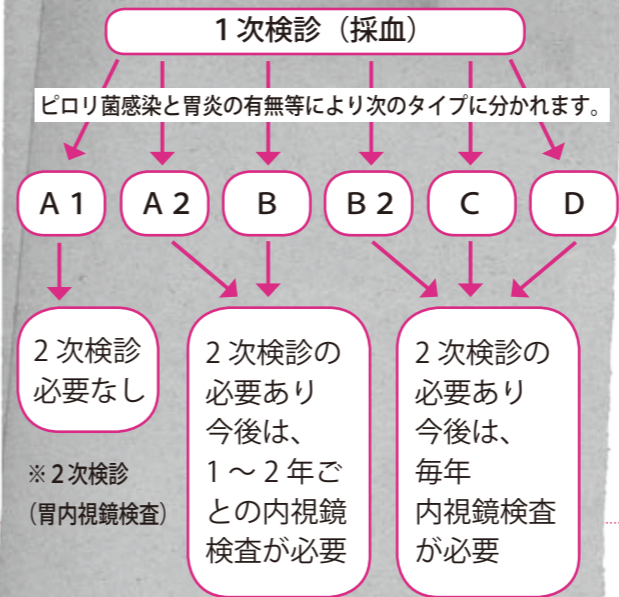 1次検診（採血）
ピロリ菌感染と胃炎の有無等により次のタイプに分かれます。
A 1
A 2
B
B 2
C
D
2次検診
必要なし
※2次検診
(胃内視鏡検査)
2次検診の
必要あり
今後は、
1～2年ご
との内視鏡
検査が必要
2次検診の
必要あり
今後は、
毎年
内視鏡検査
が必要